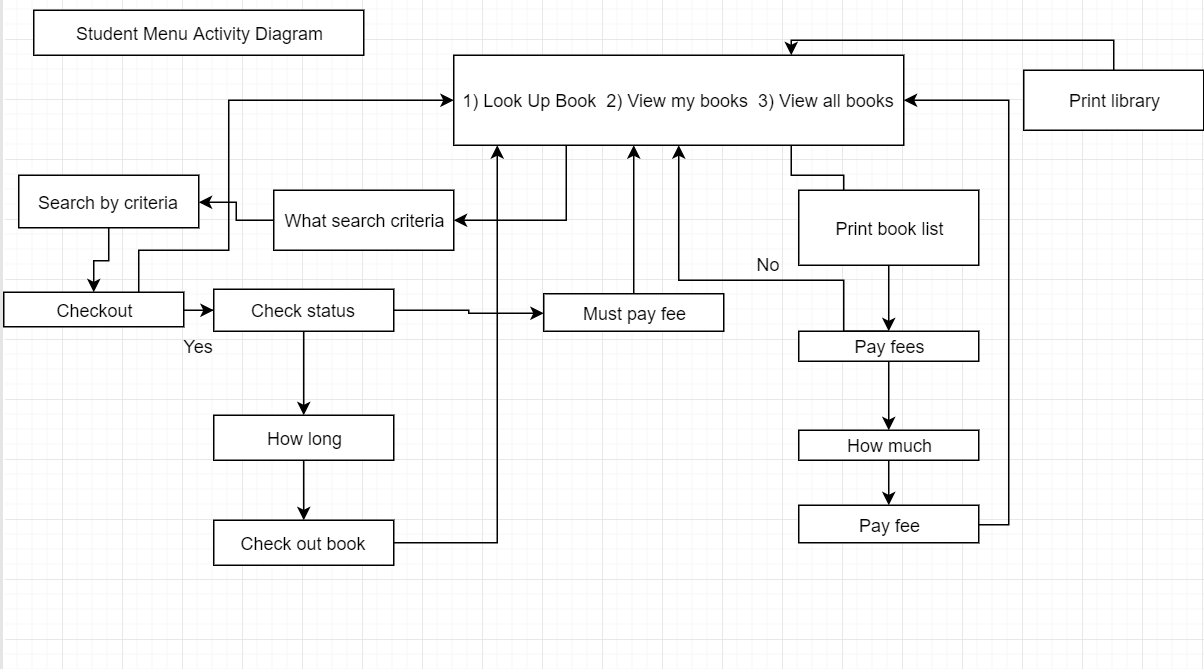 Student Menu Activity Diagram
1) Look Up Book 2) View my books 3) View all books
Print library
Search by criteria
What search criteria
Print book list
No
Checkout
Check status
Must pay fee
Yes
Pay fees
How long
How much
Check out book
Pay fee